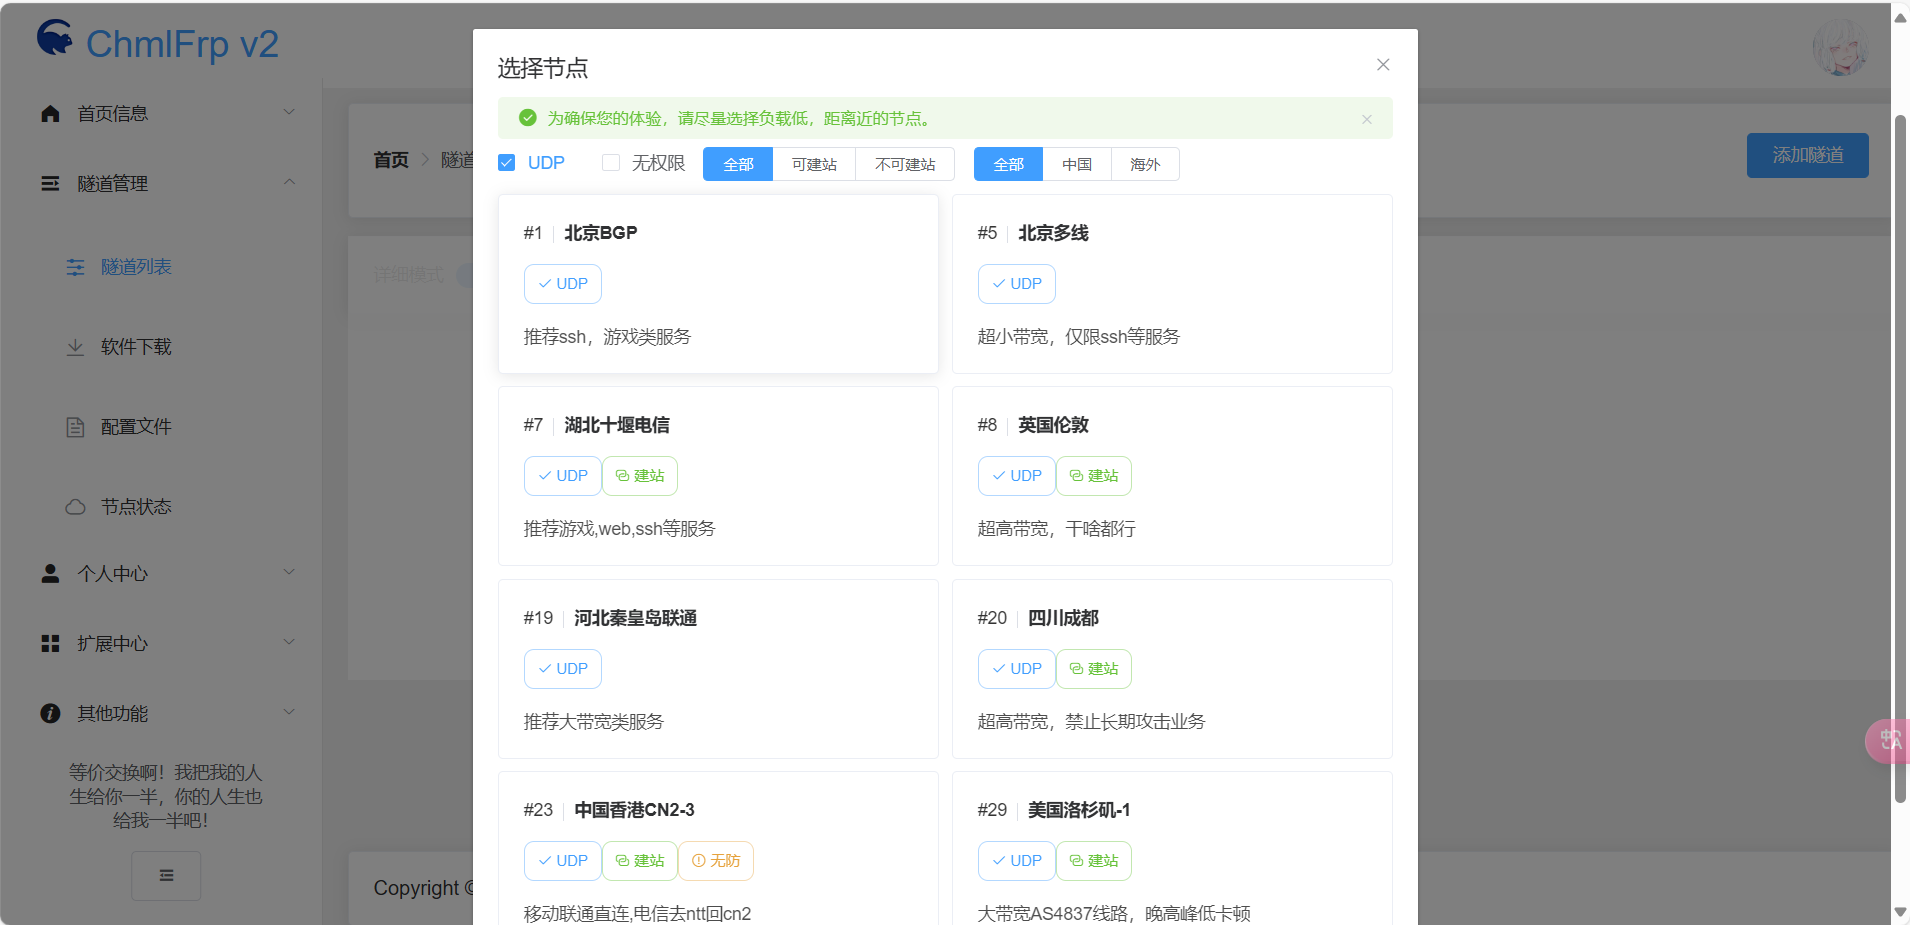 ChmlFrp v2
首页信息
隧道管理
隧道列表
软件下载
配置文件
节点状态
个人中心
扩展中心
其他功能
等价交换啊！我把我的人
生给你一半，你的人生也
给我一半吧！
首页
隧道
添加隧道
详细模式
Copyright ©
选择节点
为确保您的体验，请尽量选择负载低，距离近的节点。
UDP 无权限 全部 可建站 不可建站 全部 中国 海外
#1 北京BGP
UDP
推荐ssh，游戏类服务
#5 北京多线
UDP
超小带宽，仅限ssh等服务
#7 湖北十堰电信
UDP 建站
推荐游戏,web,ssh等服务
#8 英国伦敦
UDP 建站
超高带宽，干啥都行
#19 河北秦皇岛联通
UDP
推荐大带宽类服务
#20 四川成都
UDP 建站
超高带宽，禁止长期攻击业务
#23 中国香港CN2-3
UDP 建站 无防
移动联通直连,电信去ntt回cn2
#29 美国洛杉矶-1
UDP 建站
大带宽AS4837线路，晚高峰低卡顿
中A